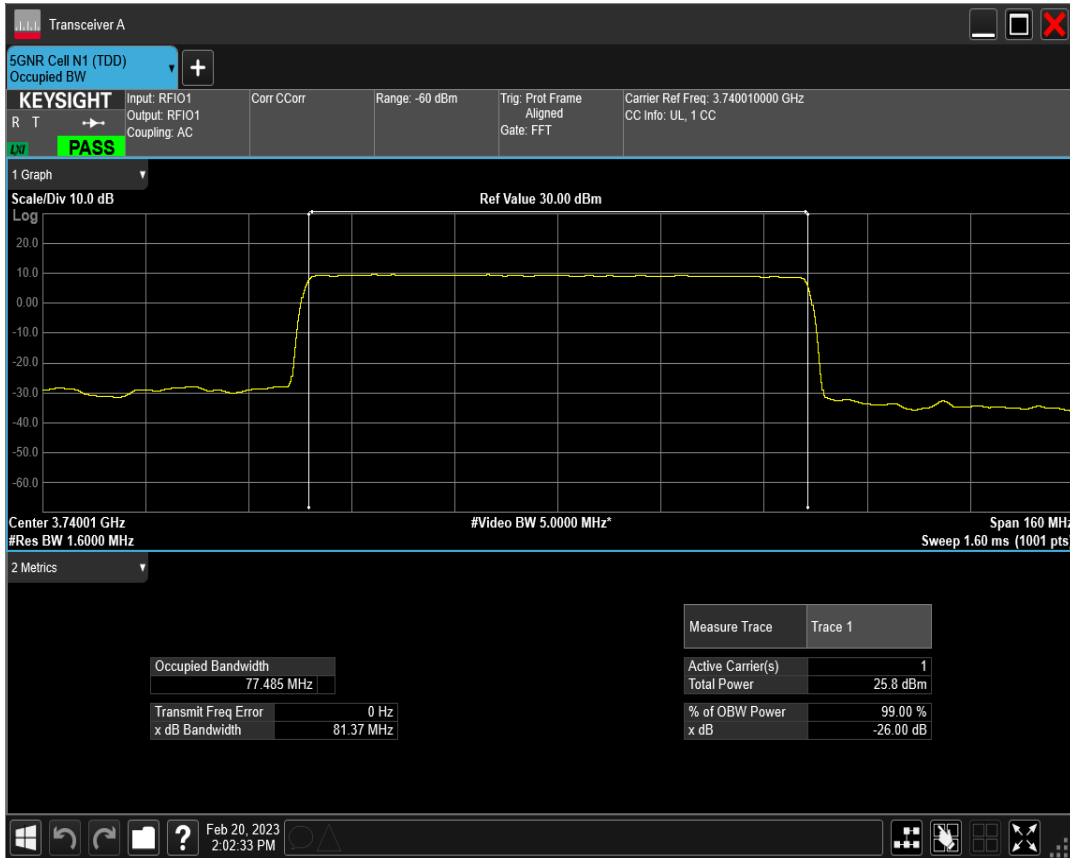 Transceiver A
5GNR Cell N1 (TDD)
Occupied BW
+
KEYSIGHT
R T
LXI PASS
Input: RFIO1
Output: RFIO1
Coupling: AC
Corr CCorr
Range: -60 dBm
Trig: Prot Frame
Aligned
Gate: FFT
Carrier Ref Freq: 3.740010000 GHz
CC Info: UL, 1 CC
1 Graph
Scale/Div 10.0 dB Ref Value 30.00 dBm
Log
20.0
10.0
0.00
-10.0
-20.0
-30.0
-40.0
-50.0
-60.0
Center 3.74001 GHz #Video BW 5.0000 MHz* Span 160 MHz
#Res BW 1.6000 MHz Sweep 1.60 ms (1001 pts)
2 Metrics
Measure Trace Trace 1
Occupied Bandwidth
77.485 MHz
Transmit Freq Error 0 Hz
x dB Bandwidth 81.37 MHz
Active Carrier(s) 1
Total Power 25.8 dBm
% of OBW Power 99.00 %
x dB -26.00 dB
?
Feb 20, 2023
2:02:33 PM